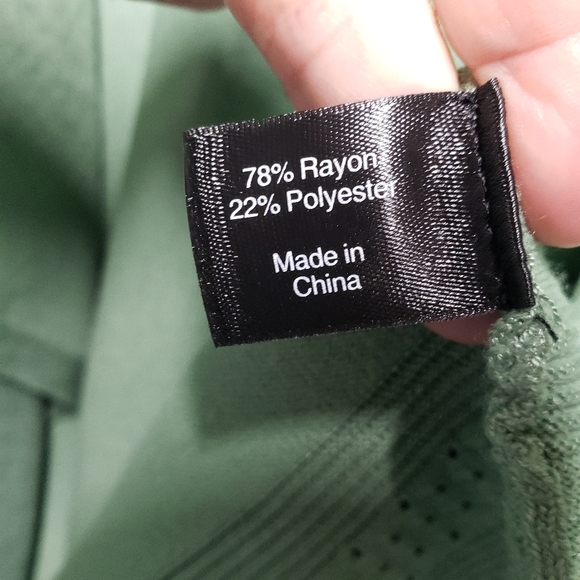 78% Rayon
22% Polyester
Made in
China